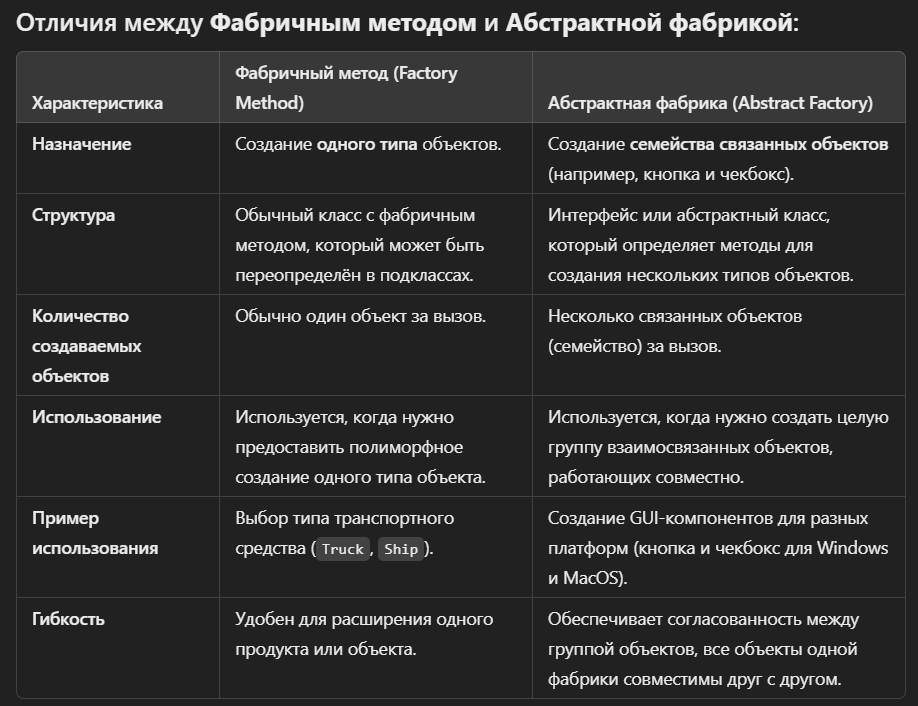 Отличия между Фабричным методом и Абстрактной фабрикой:
Характеристика
Фабричный метод (Factory
Method)
Абстрактная фабрика (Abstract Factory)
Назначение
Создание одного типа объектов.
Создание семейства связанных объектов
(например, кнопка и чекбокс).
Структура
Обычный класс с фабричным
методом, который может быть
переопределён в подклассах.
Интерфейс или абстрактный класс,
который определяет методы для
создания нескольких типов объектов.
Количество
создаваемых
объектов
Обычно один объект за вызов.
Несколько связанных объектов
(семейство) за вызов.
Использование
Используется, когда нужно
предоставить полиморфное
создание одного типа объекта.
Используется, когда нужно создать целую
группу взаимосвязанных объектов,
работающих совместно.
Пример
использования
Выбор типа транспортного
средства (Truck, Ship).
Создание GUI-компонентов для разных
платформ (кнопка и чекбокс для Windows
и MacOS).
Гибкость
Удобен для расширения одного
продукта или объекта.
Обеспечивает согласованность между
группой объектов, все объекты одной
фабрики совместимы друг с другом.